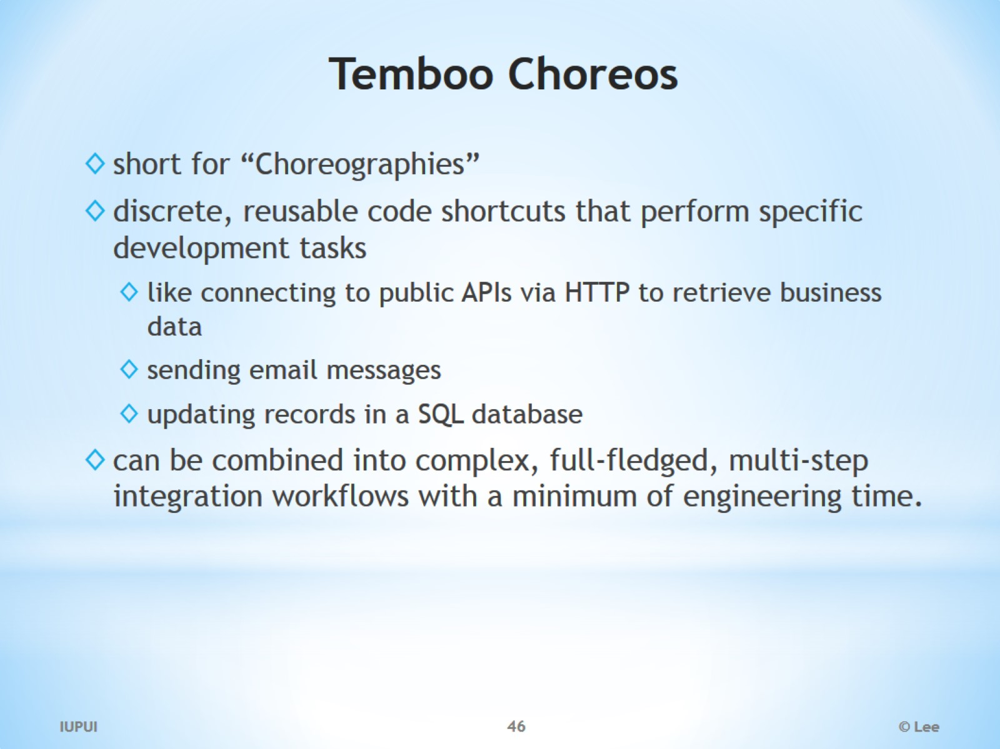 Temboo Choreos
◇ short for “Choreographies”
◇ discrete, reusable code shortcuts that perform specific
development tasks
◇ like connecting to public APIs via HTTP to retrieve business
data
◇ sending email messages
◇ updating records in a SQL database
◇ can be combined into complex, full-fledged, multi-step
integration workflows with a minimum of engineering time.
IUPUI 46 © Lee